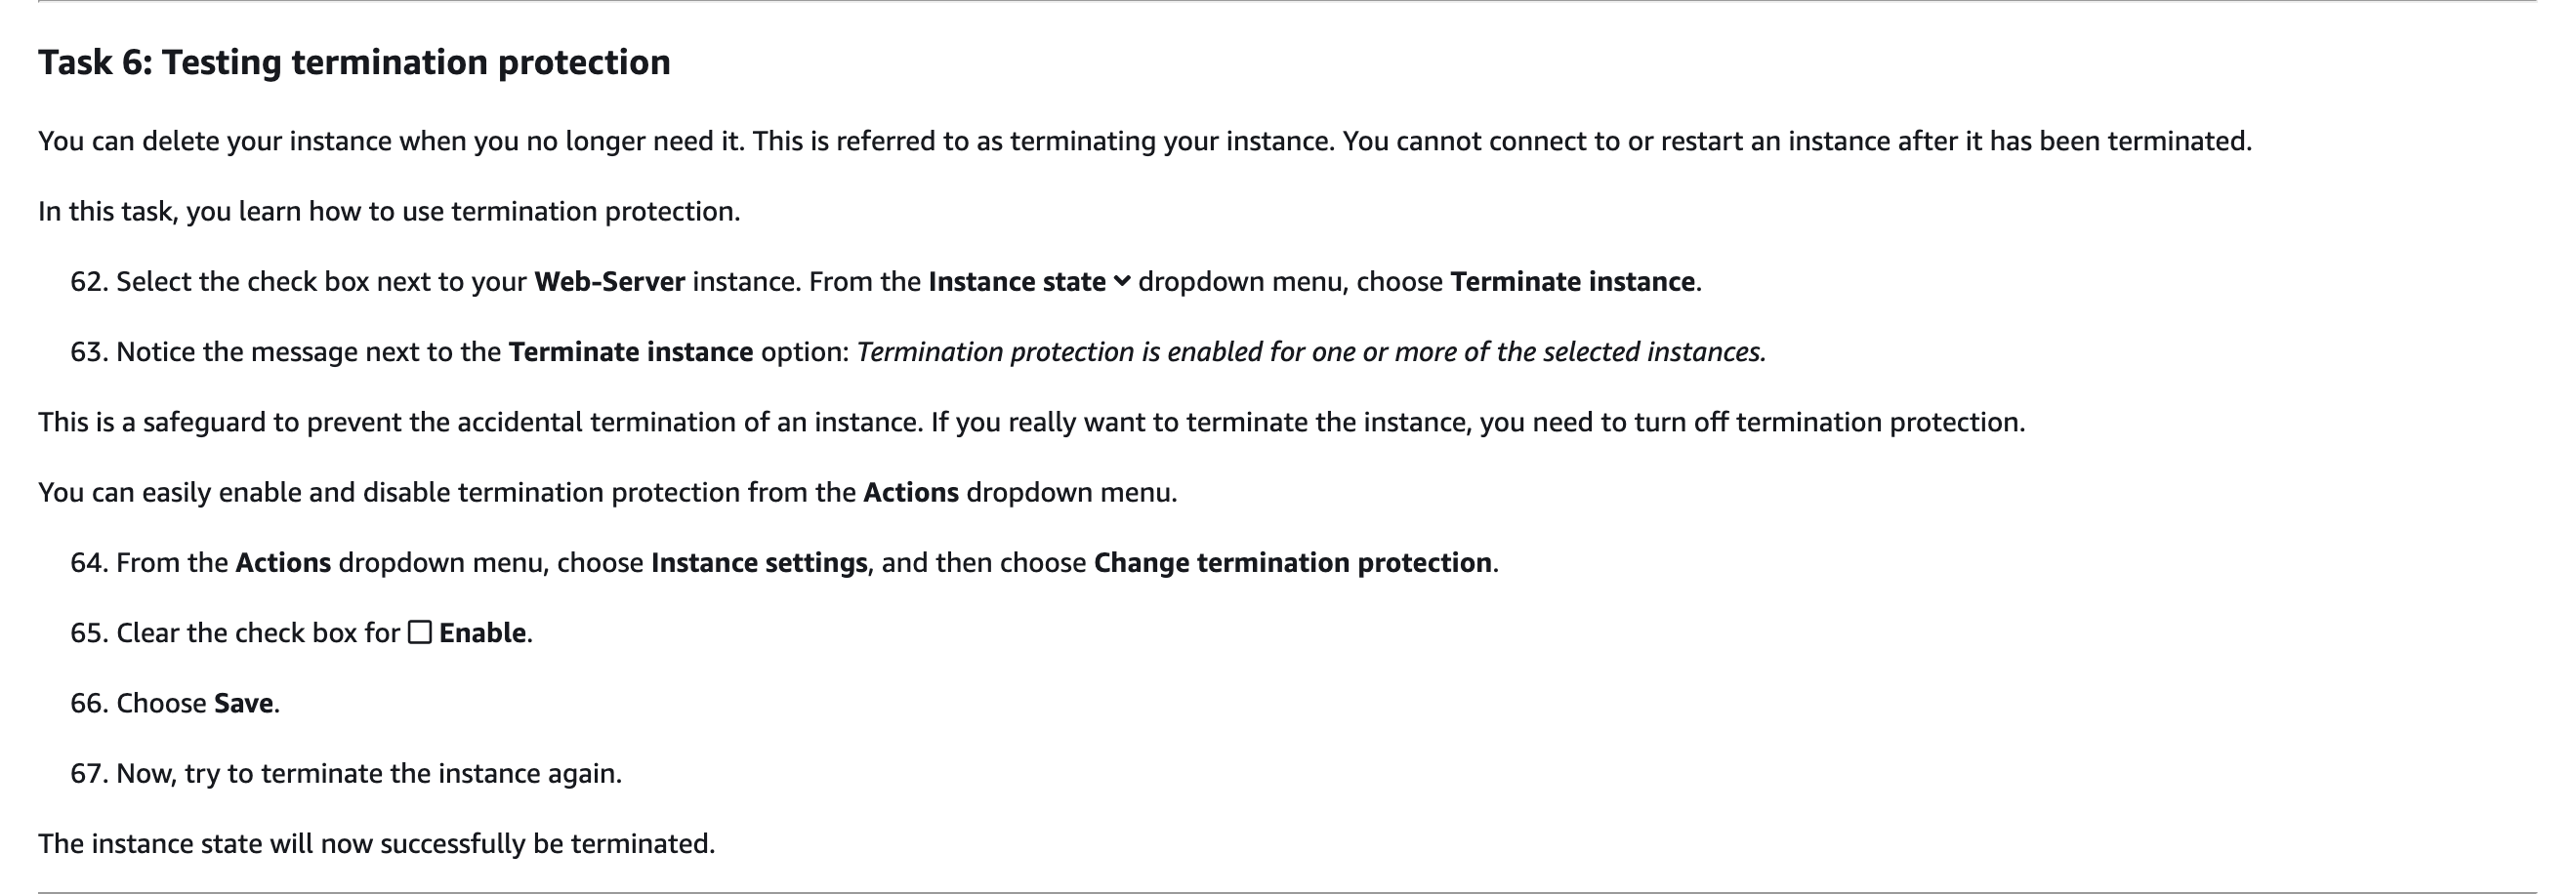 Task 6: Testing termination protection
You can delete your instance when you no longer need it. This is referred to as terminating your instance. You cannot connect to or restart an instance after it has been terminated.
In this task, you learn how to use termination protection.
62. Select the check box next to your Web-Server instance. From the Instance state dropdown menu, choose Terminate instance.
63. Notice the message next to the Terminate instance option: Termination protection is enabled for one or more of the selected instances.
This is a safeguard to prevent the accidental termination of an instance. If you really want to terminate the instance, you need to turn off termination protection.
You can easily enable and disable termination protection from the Actions dropdown menu.
64. From the Actions dropdown menu, choose Instance settings, and then choose Change termination protection.
65. Clear the check box for ☐ Enable.
66. Choose Save.
67. Now, try to terminate the instance again.
The instance state will now successfully be terminated.